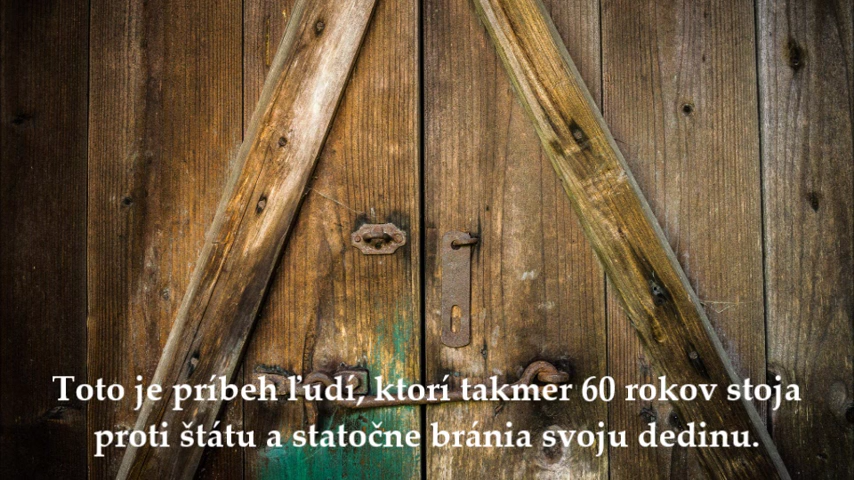 Toto je príbeh ľudí, ktorí takmer 60 rokov stoja
proti štátu a statočne bránia svoju dedinu.